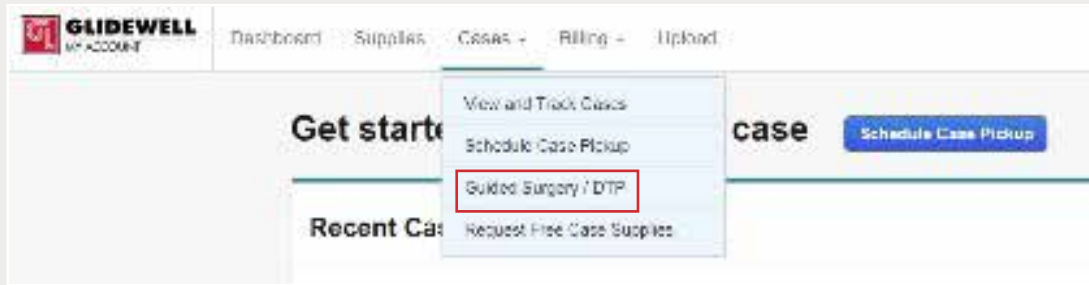 GLIDEWELL
MY ACCOUNT
Dashboard Supplies Cases Billing Upload
View and Track Cases
Get starte case Schedule Case Pickup
Schedule Case Pickup
Guided Surgery / DTP
Recent Cas
Request Free Case Supplies